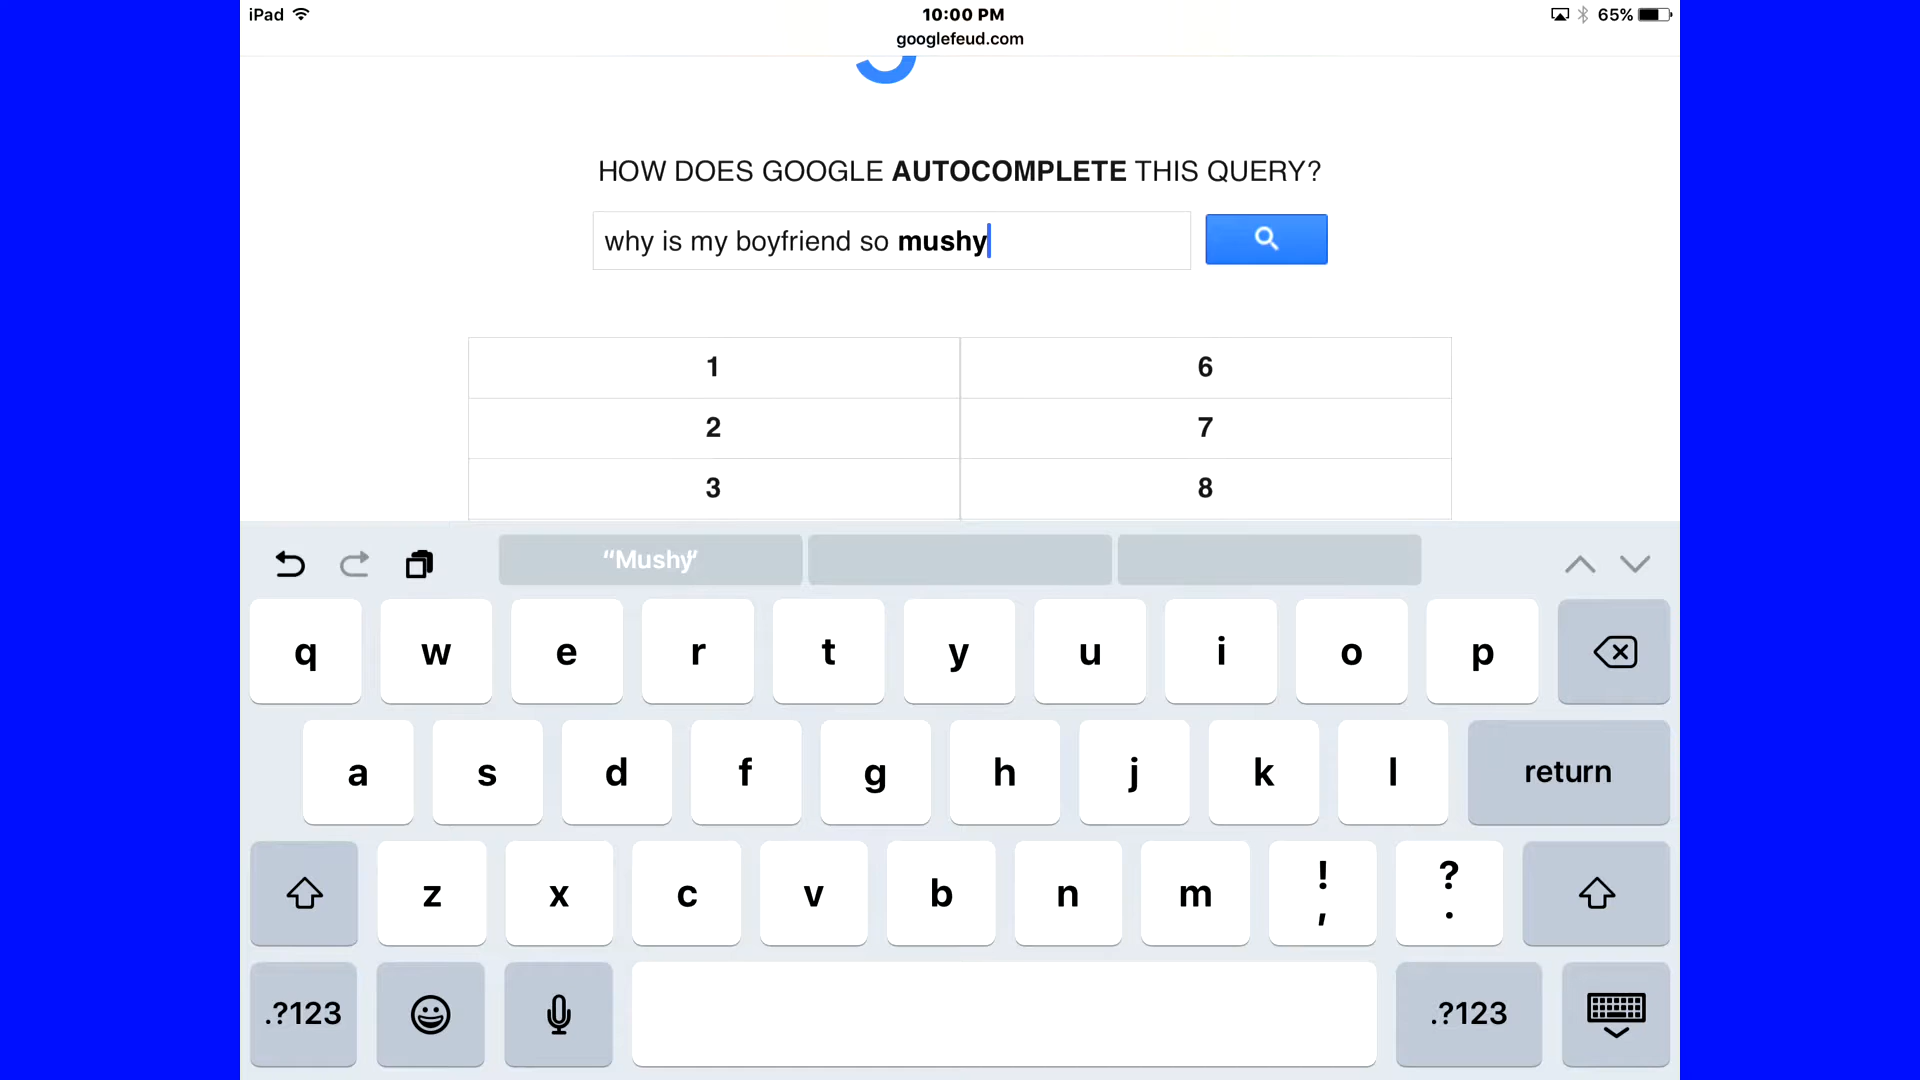 iPad 10:00 PM 65%
googlefeud.com
HOW DOES GOOGLE AUTOCOMPLETE THIS QUERY?
why is my boyfriend so mushy
1 6
2 7
3 8
“Mushy“
q w e r t y u i o p
a s d f g h j k l return
z x c v b n m ! , ? .
.?123 .?123